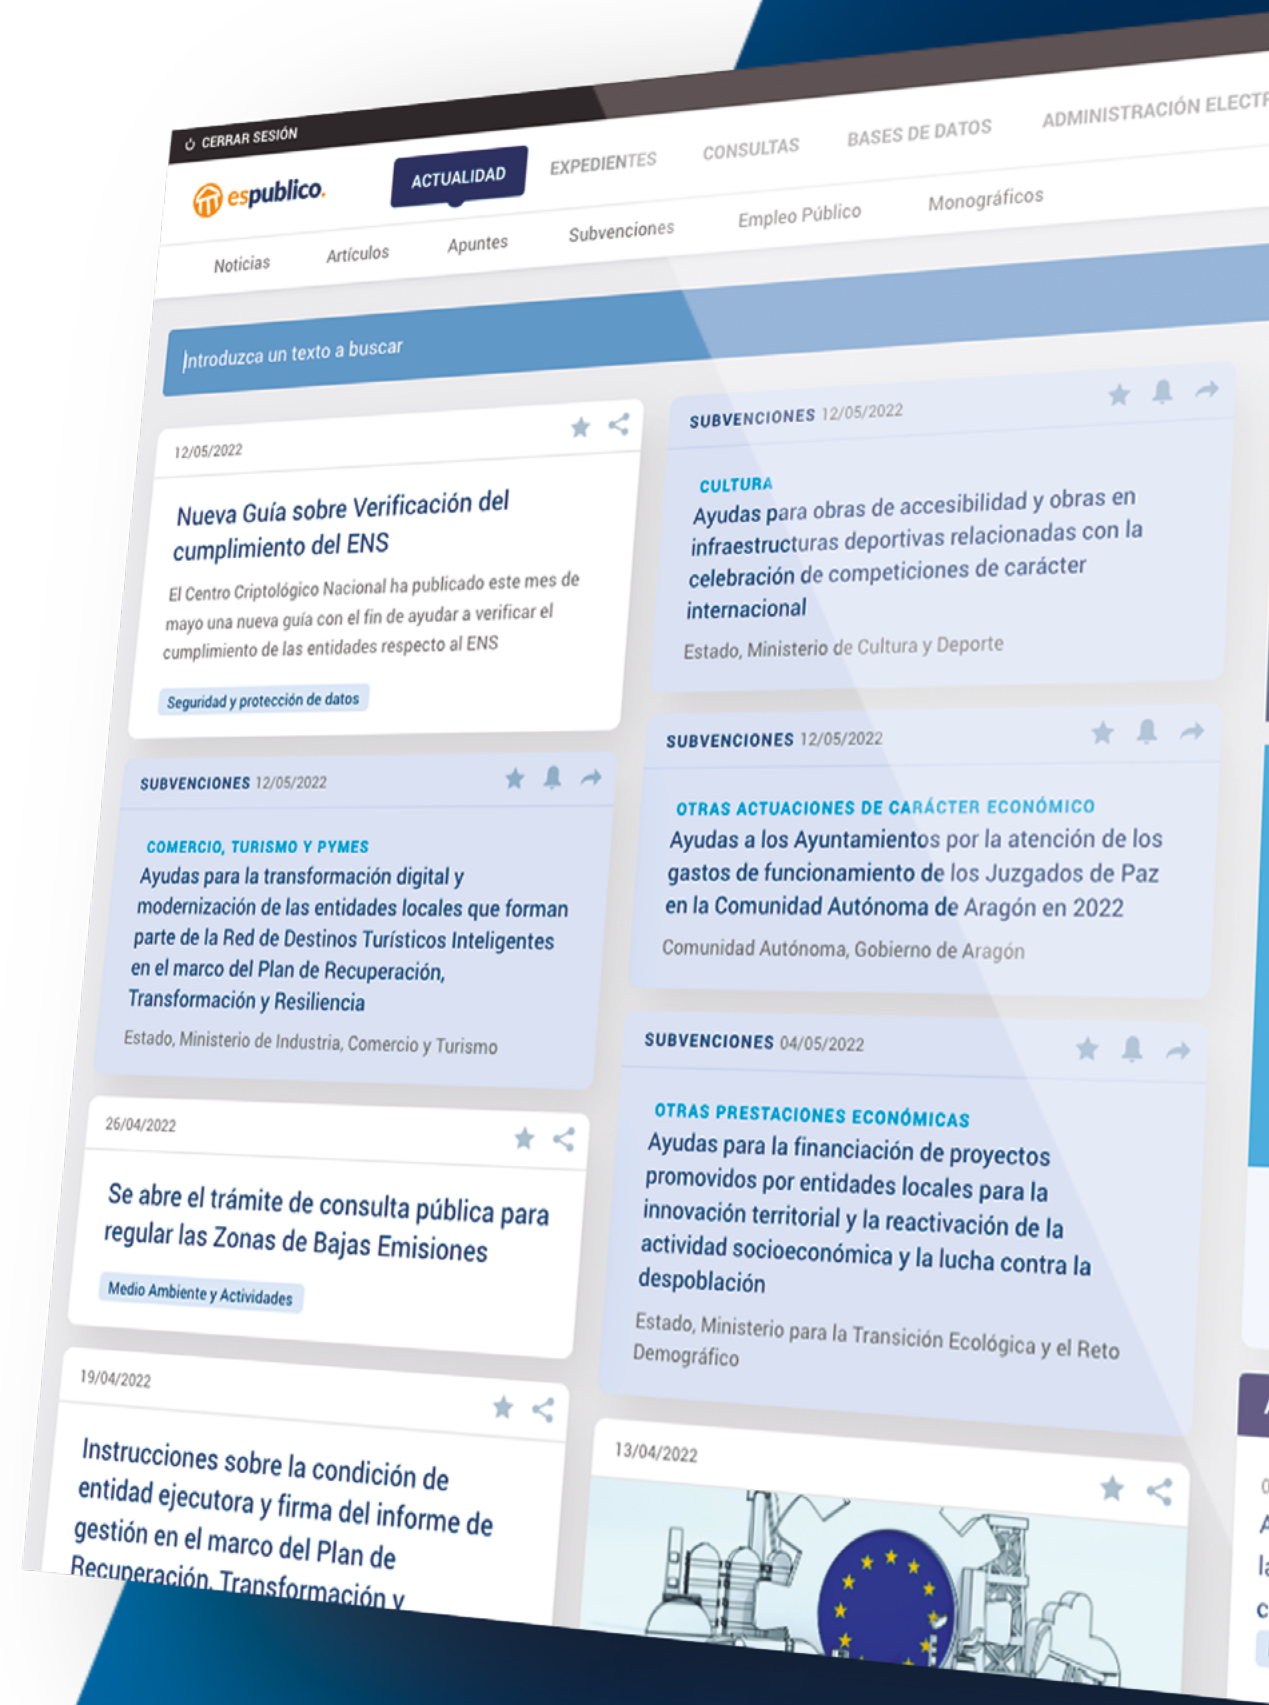 CERRAR SESIÓN
espublico.
ACTUALIDAD
EXPEDIENTES
CONSULTAS
BASES DE DATOS
ADMINISTRACIÓN
Noticias
Artículos
Apuntes
Subvenciones
Empleo Público
Monográficos
Introduzca un texto a buscar
12/05/2022
Nueva Guía sobre Verificación del
cumplimiento del ENS
El Centro Criptológico Nacional ha publicado este mes de
mayo una nueva guía con el fin de ayudar a verificar el
cumplimiento de las entidades respecto al ENS
Seguridad y protección de datos
SUBVENCIONES 12/05/2022
COMERCIO, TURISMO Y PYMES
Ayudas para la transformación digital y
modernización de las entidades locales que forman
parte de la Red de Destinos Turísticos Inteligentes
en el marco del Plan de Recuperación,
Transformación y Resiliencia
Estado, Ministerio de Industria, Comercio y Turismo
26/04/2022
Se abre el trámite de consulta pública para
regular las Zonas de Bajas Emisiones
Medio Ambiente y Actividades
19/04/2022
Instrucciones sobre la condición de
entidad ejecutora y firma del informe de
gestión en el marco del Plan de
Recuperación, Transformación y
SUBVENCIONES 12/05/2022
CULTURA
Ayudas para obras de accesibilidad y obras en
infraestructuras deportivas relacionadas con la
celebración de competiciones de carácter
internacional
Estado, Ministerio de Cultura y Deporte
SUBVENCIONES 12/05/2022
OTRAS ACTUACIONES DE CARÁCTER ECONÓMICO
Ayudas a los Ayuntamientos por la atención de los
gastos de funcionamiento de los Juzgados de Paz
en la Comunidad Autónoma de Aragón en 2022
Comunidad Autónoma, Gobierno de Aragón
SUBVENCIONES 04/05/2022
OTRAS PRESTACIONES ECONÓMICAS
Ayudas para la financiación de proyectos
promovidos por entidades locales para la
innovación territorial y la reactivación de la
actividad socioeconómica y la lucha contra la
despoblación
Estado, Ministerio para la Transición Ecológica y el Reto
Demográfico
13/04/2022